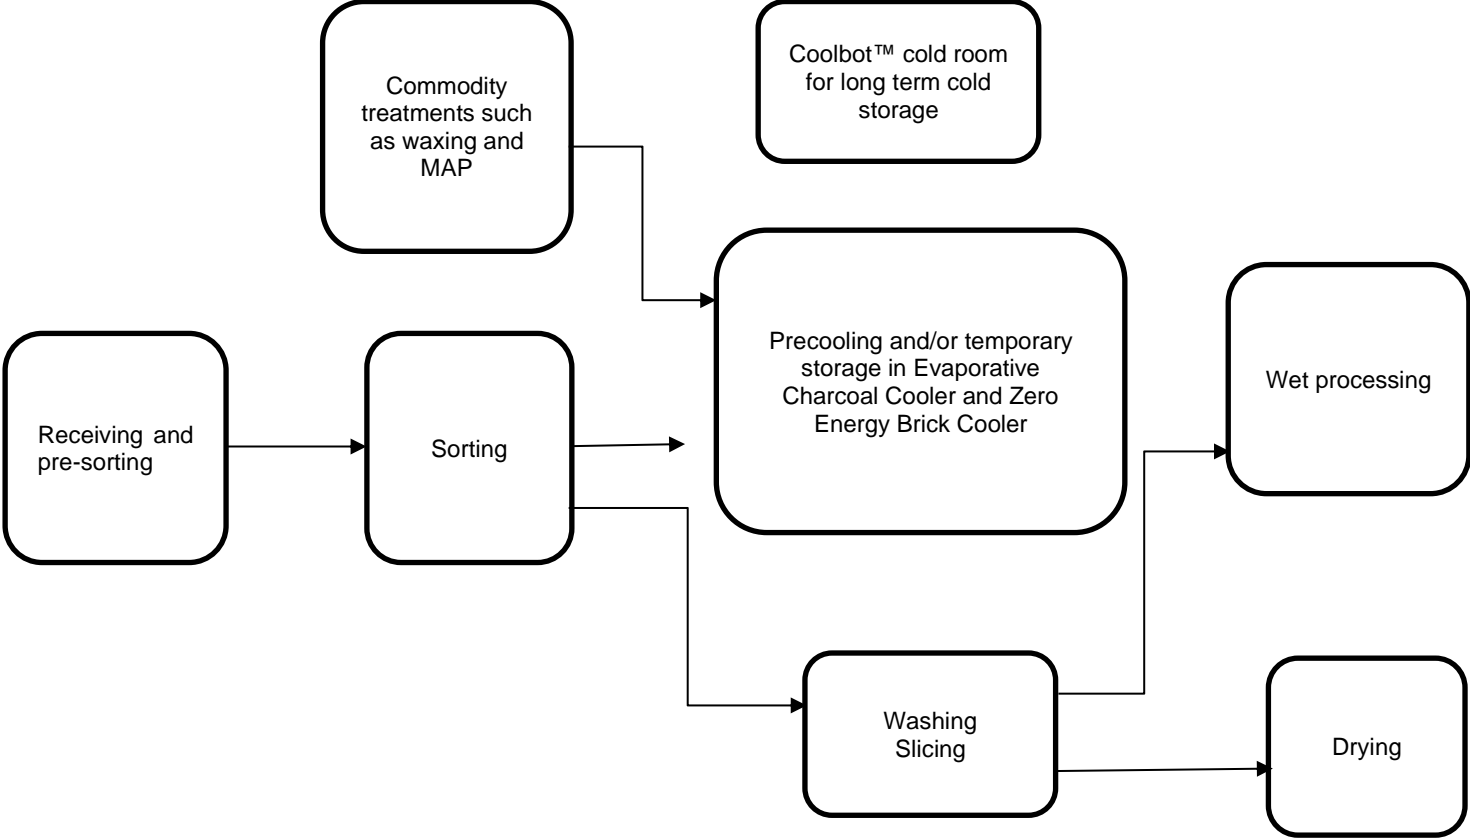 Commodity
treatments such
as waxing and
MAP
Coolbot™ cold room
for long term cold
storage
Receiving and
pre-sorting
Sorting
Precooling and/or temporary
storage in Evaporative
Charcoal Cooler and Zero
Energy Brick Cooler
Wet processing
Washing
Slicing
Drying